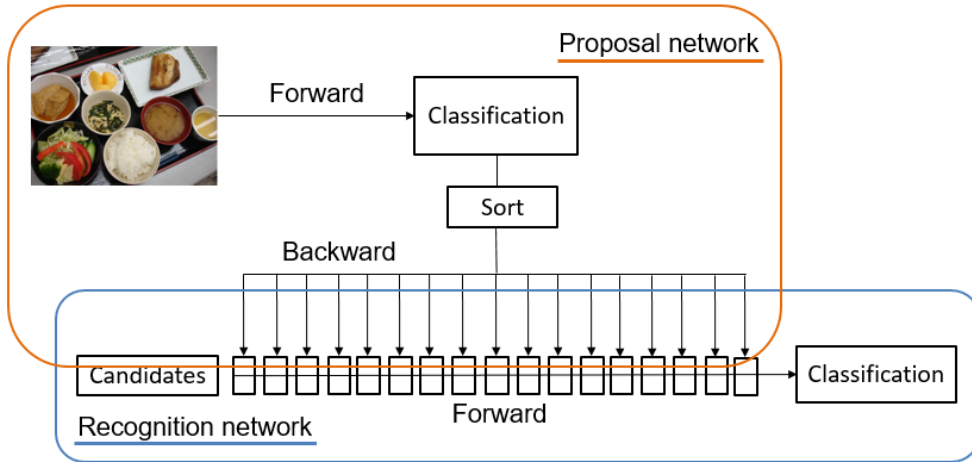 Proposal network
Forward
Classification
Sort
Backward
Candidates
Classification
Forward
Recognition network